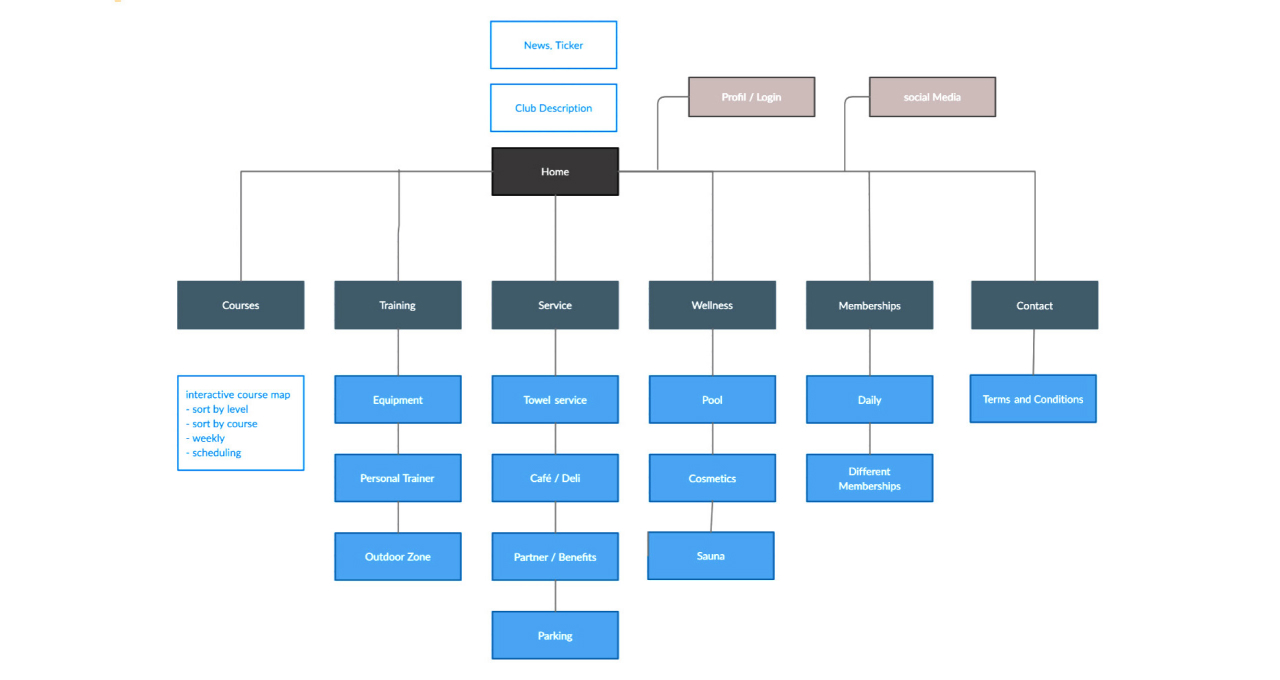 News, Ticker
Club Description
Profil / Login
social Media
Home
Courses
Training
Service
Wellness
Memberships
Contact
interactive course map
- sort by level
- sort by course
- weekly
- scheduling
Equipment
Towel service
Pool
Daily
Terms and Conditions
Personal Trainer
Café / Deli
Cosmetics
Different
Memberships
Outdoor Zone
Partner / Benefits
Sauna
Parking